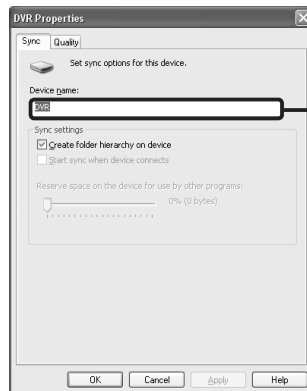 DVR Properties
Sync
Quality
Set sync options for this device.
Device name:
DVR
Sync settings
Create folder hierarchy on device
Start sync when device connects
Reserve space on the device for use by other programs:
0% (0 bytes)
OK
Cancel
Apply
Help